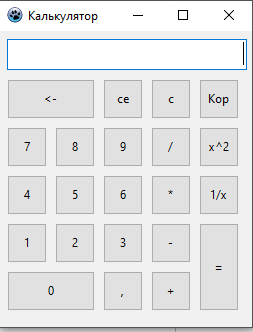 Калькулятор
<- ce c Кор
7 8 9 / x^2
4 5 6 * 1/x
1 2 3 - =
0 , +